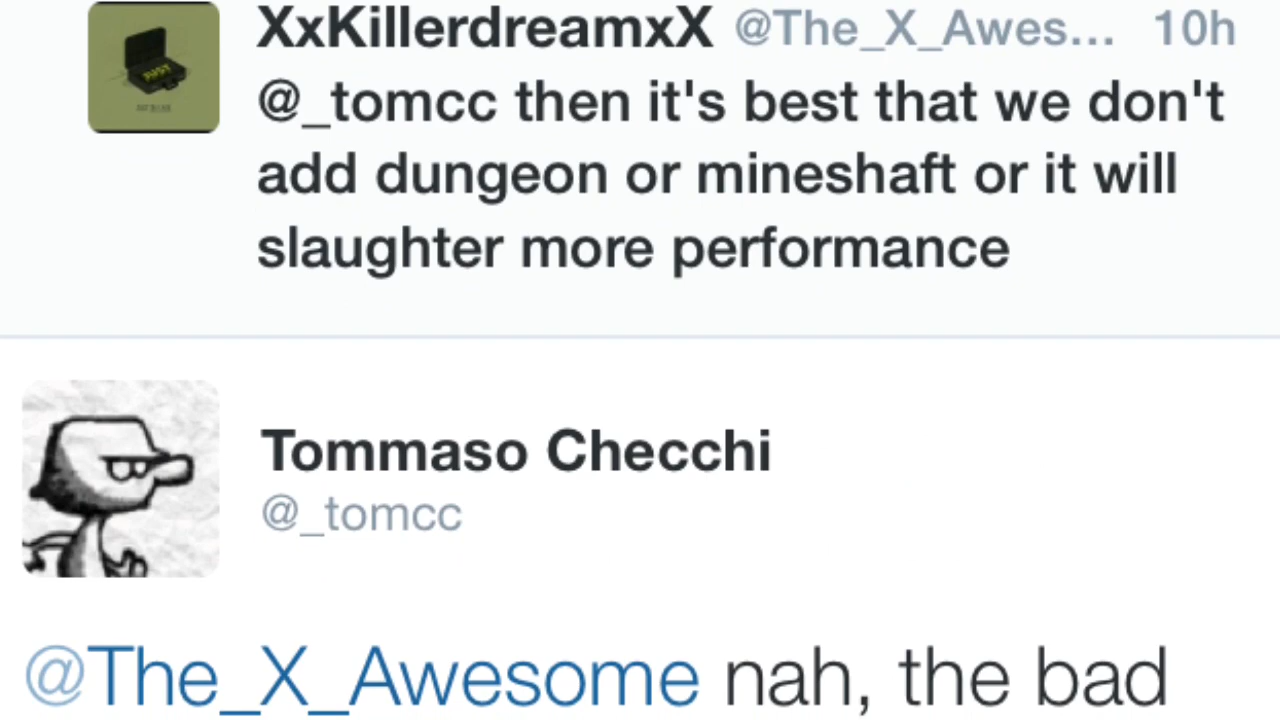 XxKillerdreamxX @The_X_Awes... 10h
@_tomcc then it's best that we don't
add dungeon or mineshaft or it will
slaughter more performance
Tommaso Checchi
@_tomcc
@The_X_Awesome nah, the bad